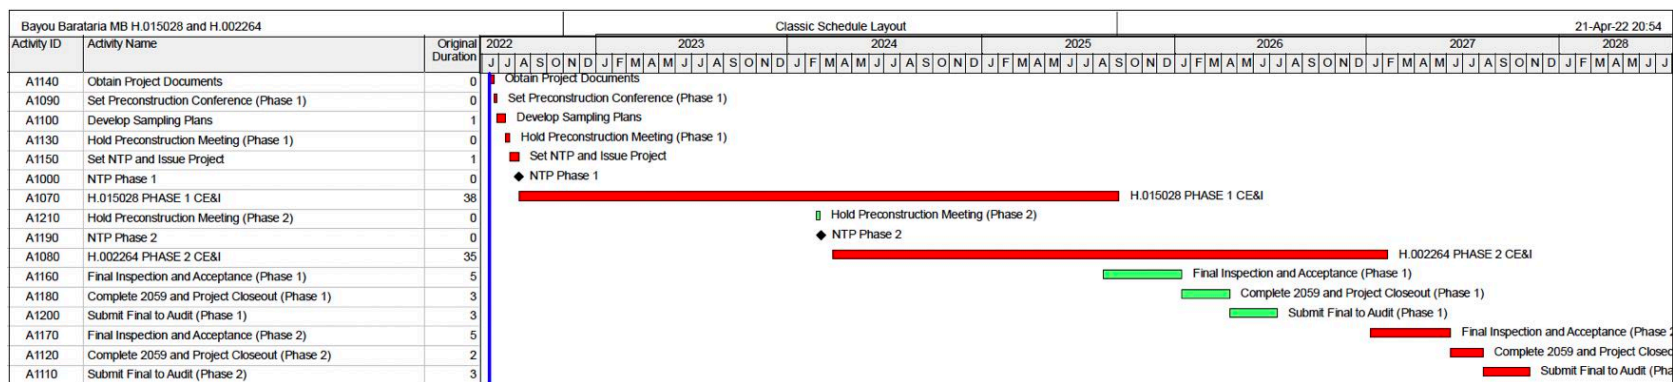 Bayou Barataria MB H.015028 and H.002264 Classic Schedule Layout 21-Apr-22 20:54
Activity ID Activity Name Original Duration 2022 2023 2024 2025 2026 2027 2028
J J A S O N D J F M A M J J A S O N D J F M A M J J A S O N D J F M A M J J A S O N D J F M A M J J A S O N D J F M A M J J A S O N D J F M A M J J
A1140 Obtain Project Documents 0 Obtain Project Documents
A1090 Set Preconstruction Conference (Phase 1) 0 Set Preconstruction Conference (Phase 1)
A1100 Develop Sampling Plans 1 Develop Sampling Plans
A1130 Hold Preconstruction Meeting (Phase 1) 0 Hold Preconstruction Meeting (Phase 1)
A1150 Set NTP and Issue Project 1 Set NTP and Issue Project
A1000 NTP Phase 1 0 NTP Phase 1
A1070 H.015028 PHASE 1 CE&I 38 H.015028 PHASE 1 CE&I
A1210 Hold Preconstruction Meeting (Phase 2) 0 Hold Preconstruction Meeting (Phase 2)
A1190 NTP Phase 2 0 NTP Phase 2
A1080 H.002264 PHASE 2 CE&I 35 H.002264 PHASE 2 CE&I
A1160 Final Inspection and Acceptance (Phase 1) 5 Final Inspection and Acceptance (Phase 1)
A1180 Complete 2059 and Project Closeout (Phase 1) 3 Complete 2059 and Project Closeout (Phase 1)
A1200 Submit Final to Audit (Phase 1) 3 Submit Final to Audit (Phase 1)
A1170 Final Inspection and Acceptance (Phase 2) 5 Final Inspection and Acceptance (Phase 2
A1120 Complete 2059 and Project Closeout (Phase 2) 2 Complete 2059 and Project Closeo
A1110 Submit Final to Audit (Phase 2) 3 Submit Final to Audit (Pha